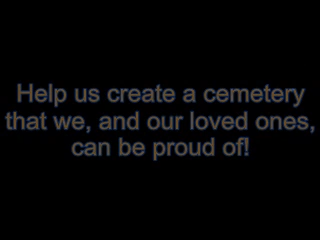 Help us create a cemetery
that we, and our loved ones,
can be proud of!